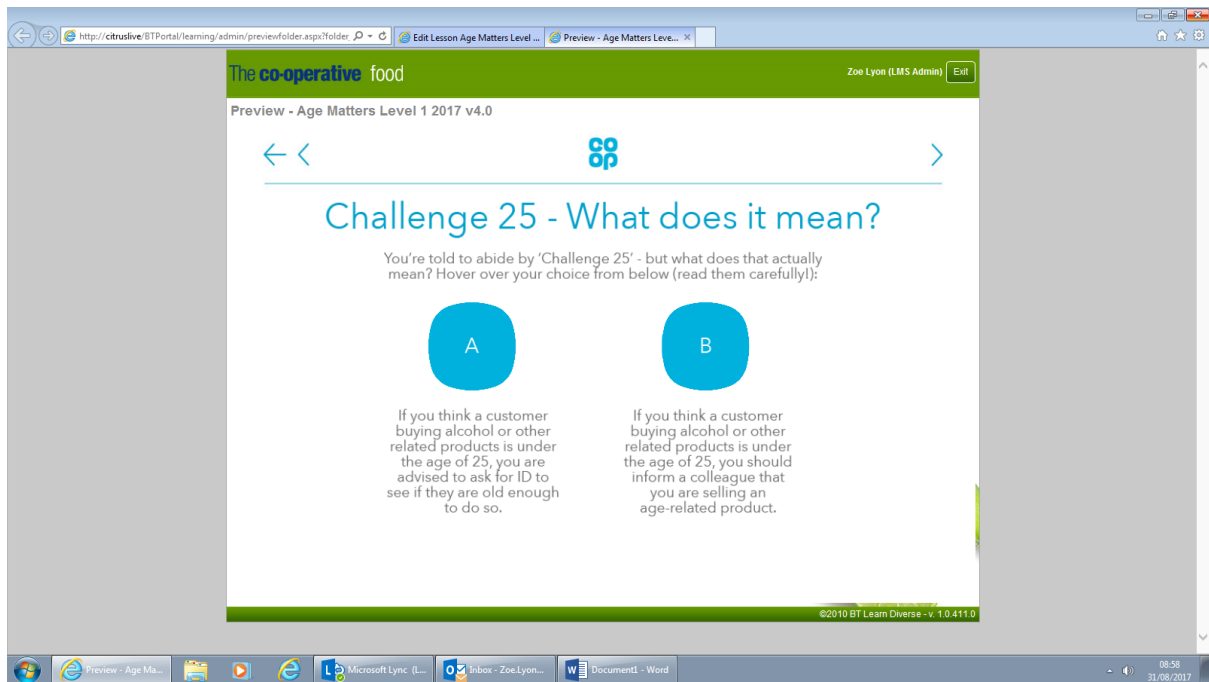 http://citruslive/BTPortal/learning/admin/previewfolder.aspx?folder
Edit Lesson Age Matters Level ...
Preview - Age Matters Leve...
The co-operative food
Zoe Lyon (LMS Admin)
Exit
Preview - Age Matters Level 1 2017 v4.0
co
op
Challenge 25 - What does it mean?
You're told to abide by 'Challenge 25' - but what does that actually
mean? Hover over your choice from below (read them carefully!):
A
If you think a customer
buying alcohol or other
related products is under
the age of 25, you are
advised to ask for ID to
see if they are old enough
to do so.
B
If you think a customer
buying alcohol or other
related products is under
the age of 25, you should
inform a colleague that
you are selling an
age-related product.
©2010 BT Learn Diverse - v. 1.0.411.0
Preview - Age Ma...
Microsoft Lync (L...
Inbox - Zoe.Lyon...
Document1 - Word
08:58
31/08/2017